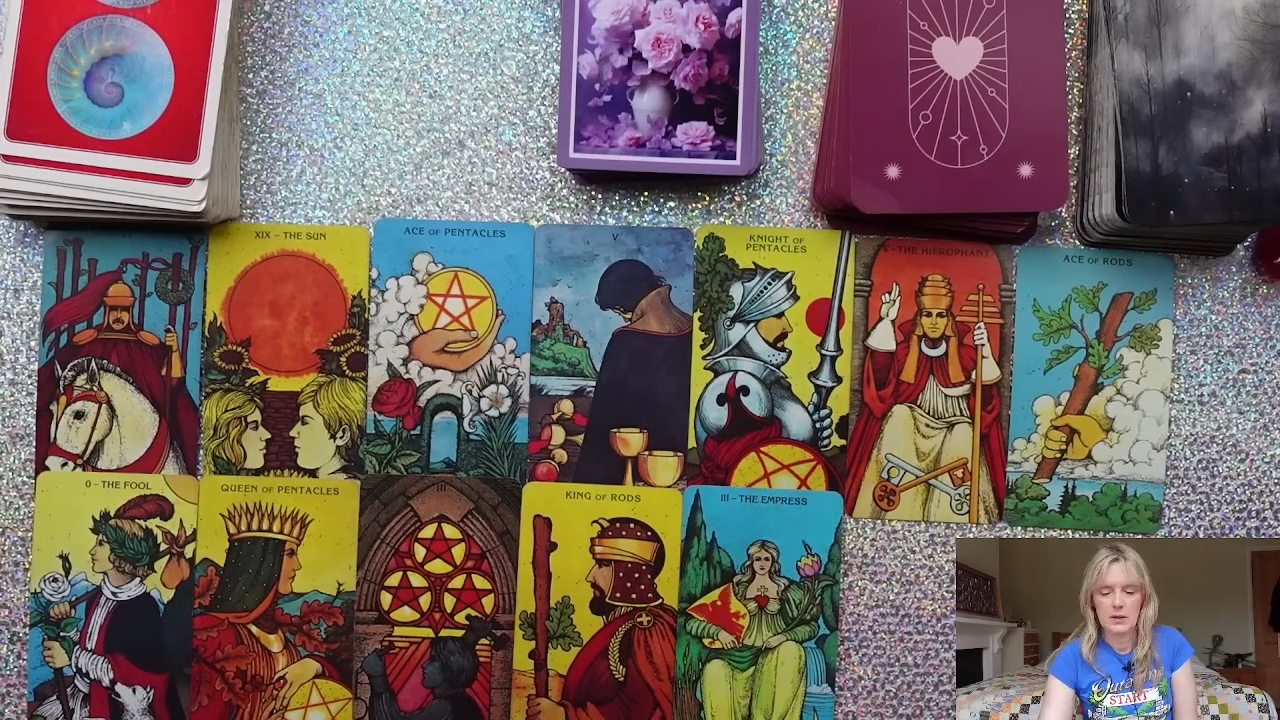 XIX – THE SUN
ACE OF PENTACLES
V
KNIGHT OF
PENTACLES
V – THE HIEROPHANT
ACE OF RODS
0 – THE FOOL
QUEEN OF PENTACLES
III
KING OF RODS
III – THE EMPRESS
START